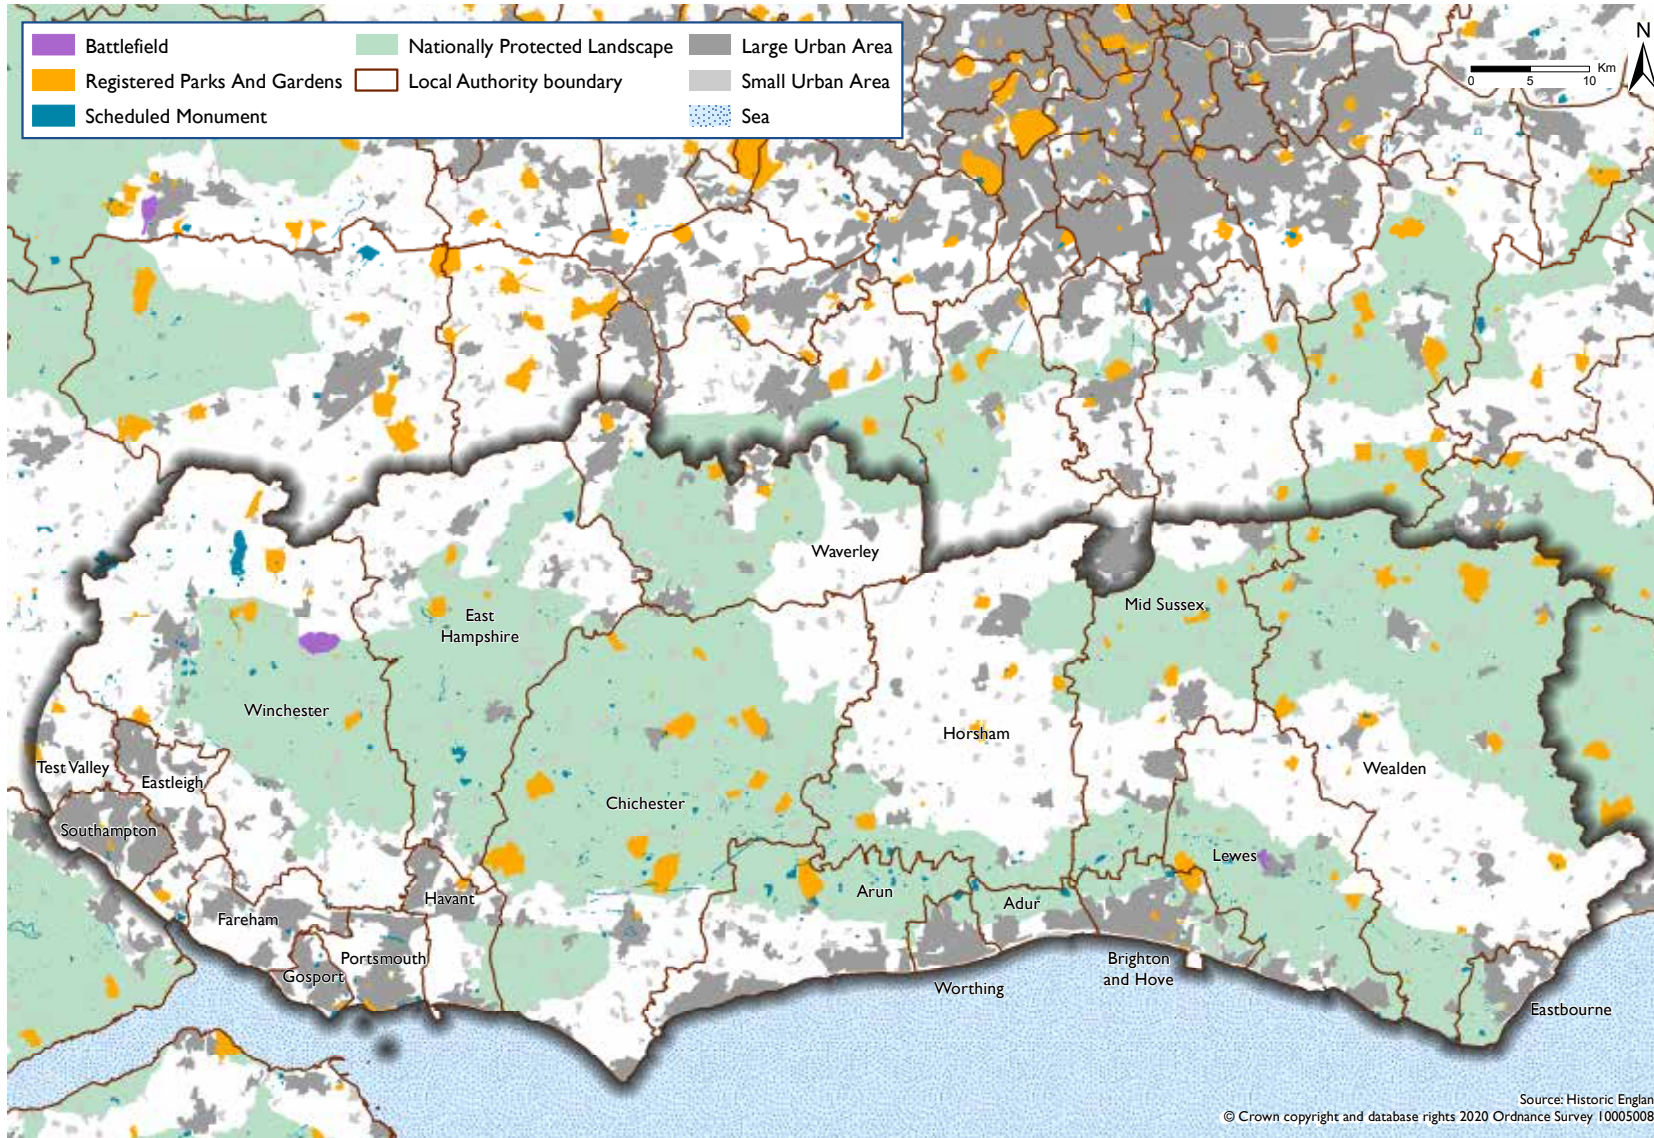 Battlefield
Registered Parks And Gardens
Scheduled Monument
Nationally Protected Landscape
Local Authority boundary
Large Urban Area
Small Urban Area
Sea
N
Km
0 5 10
Waverley
Mid Sussex
East
Hampshire
Winchester
Horsham
Test Valley
Eastleigh
Wealden
Chichester
Southampton
Lewes
Arun
Havant
Adur
Fareham
Portsmouth
Gosport
Brighton
and Hove
Worthing
Eastbourne
Source: Historic Englan
© Crown copyright and database rights 2020 Ordnance Survey 10005008